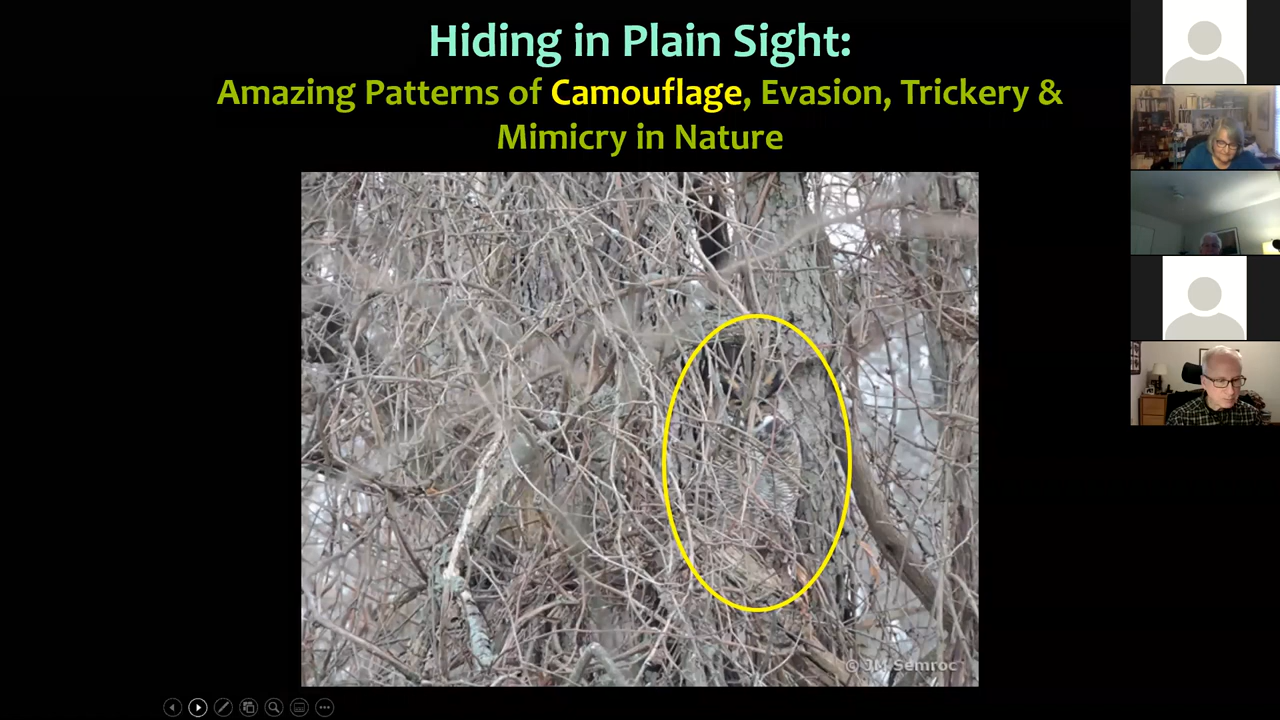 Hiding in Plain Sight:
Amazing Patterns of Camouflage, Evasion, Trickery &
Mimicry in Nature
© JM Semroc